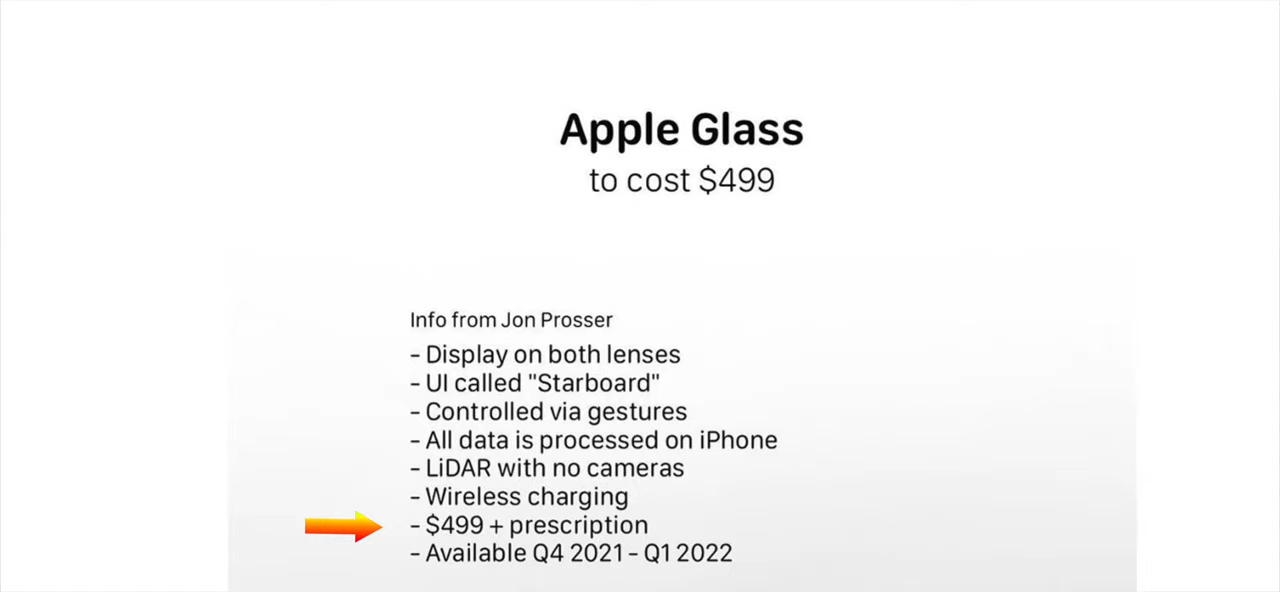 Apple Glass
to cost $499
Info from Jon Prosser
- Display on both lenses
- UI called "Starboard"
- Controlled via gestures
- All data is processed on iPhone
- LiDAR with no cameras
- Wireless charging
- $499 + prescription
- Available Q4 2021 - Q1 2022